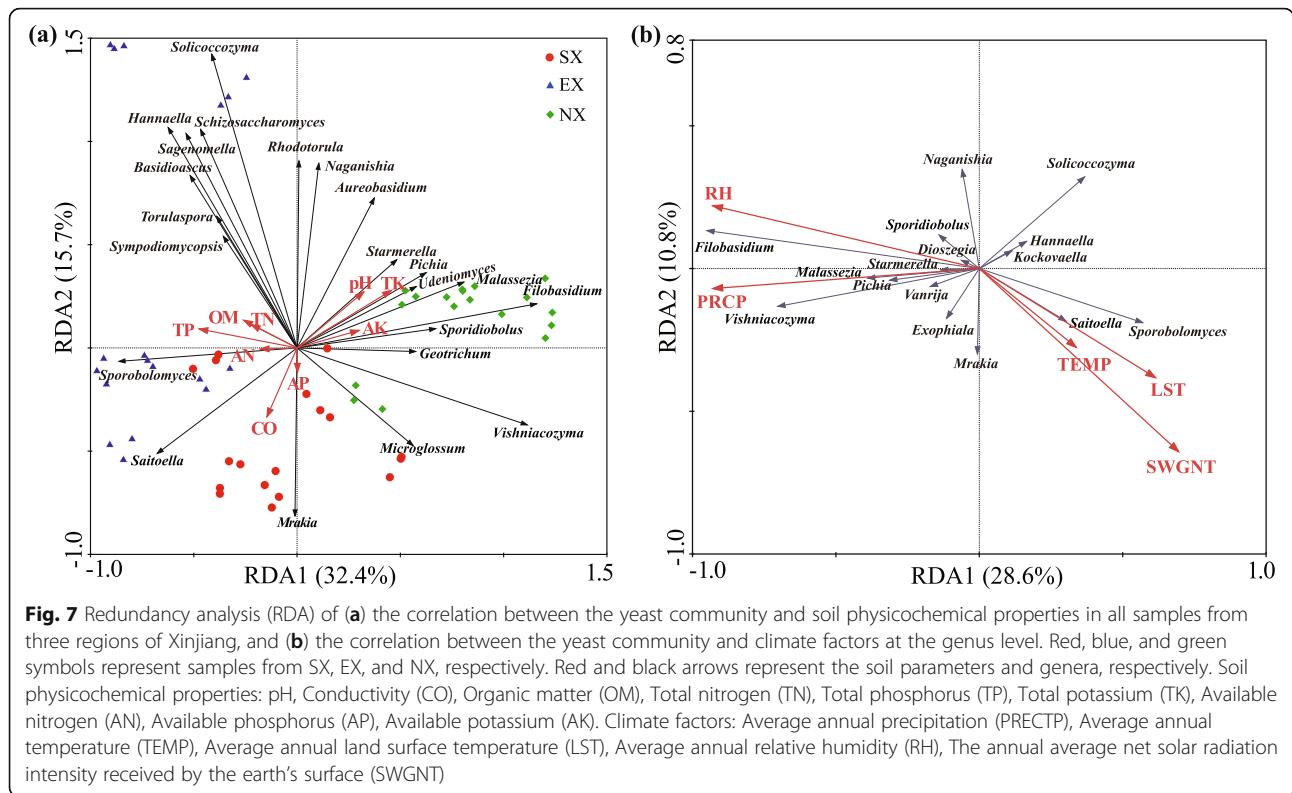 (a)
1.5
Solicoccozyma
SX
EX
NX
Hannaella
Schizosaccharomyces
Sagenomella
Rhodotorula
Basidioascus
Naganishia
Aureobasidium
Torulaspora
Sympodiomycopsis
Starmerella
Pichia
Udeniomyces
pH
TK
Malassezia
Filobasidium
OM
TN
TP
AK
Sporidiobolus
AN
Geotrichum
Sporobolomyces
AP
CO
Vishniacozyma
Saitoella
Microglossum
Mrakia
RDA2 (15.7%)
-1.0
-1.0
RDA1 (32.4%)
1.5
(b)
0.8
Naganishia
Solicoccozyma
RH
Sporidiobolus
Filobasidium
Hannaella
Dioszegia
Kockovaella
Starmerella
Malassezia
Pichia
PRCP
Vanrija
Vishniacozyma
Exophiala
Saitoella
Sporobolomyces
Mrakia
TEMP
LST
SWGNT
RDA2 (10.8%)
-1.0
-1.0
RDA1 (28.6%)
1.0
Fig. 7 Redundancy analysis (RDA) of (a) the correlation between the yeast community and soil physicochemical properties in all samples from
three regions of Xinjiang, and (b) the correlation between the yeast community and climate factors at the genus level. Red, blue, and green
symbols represent samples from SX, EX, and NX, respectively. Red and black arrows represent the soil parameters and genera, respectively. Soil
physicochemical properties: pH, Conductivity (CO), Organic matter (OM), Total nitrogen (TN), Total phosphorus (TP), Total potassium (TK), Available
nitrogen (AN), Available phosphorus (AP), Available potassium (AK). Climate factors: Average annual precipitation (PRECTP), Average annual
temperature (TEMP), Average annual land surface temperature (LST), Average annual relative humidity (RH), The annual average net solar radiation
intensity received by the earth's surface (SWGNT)